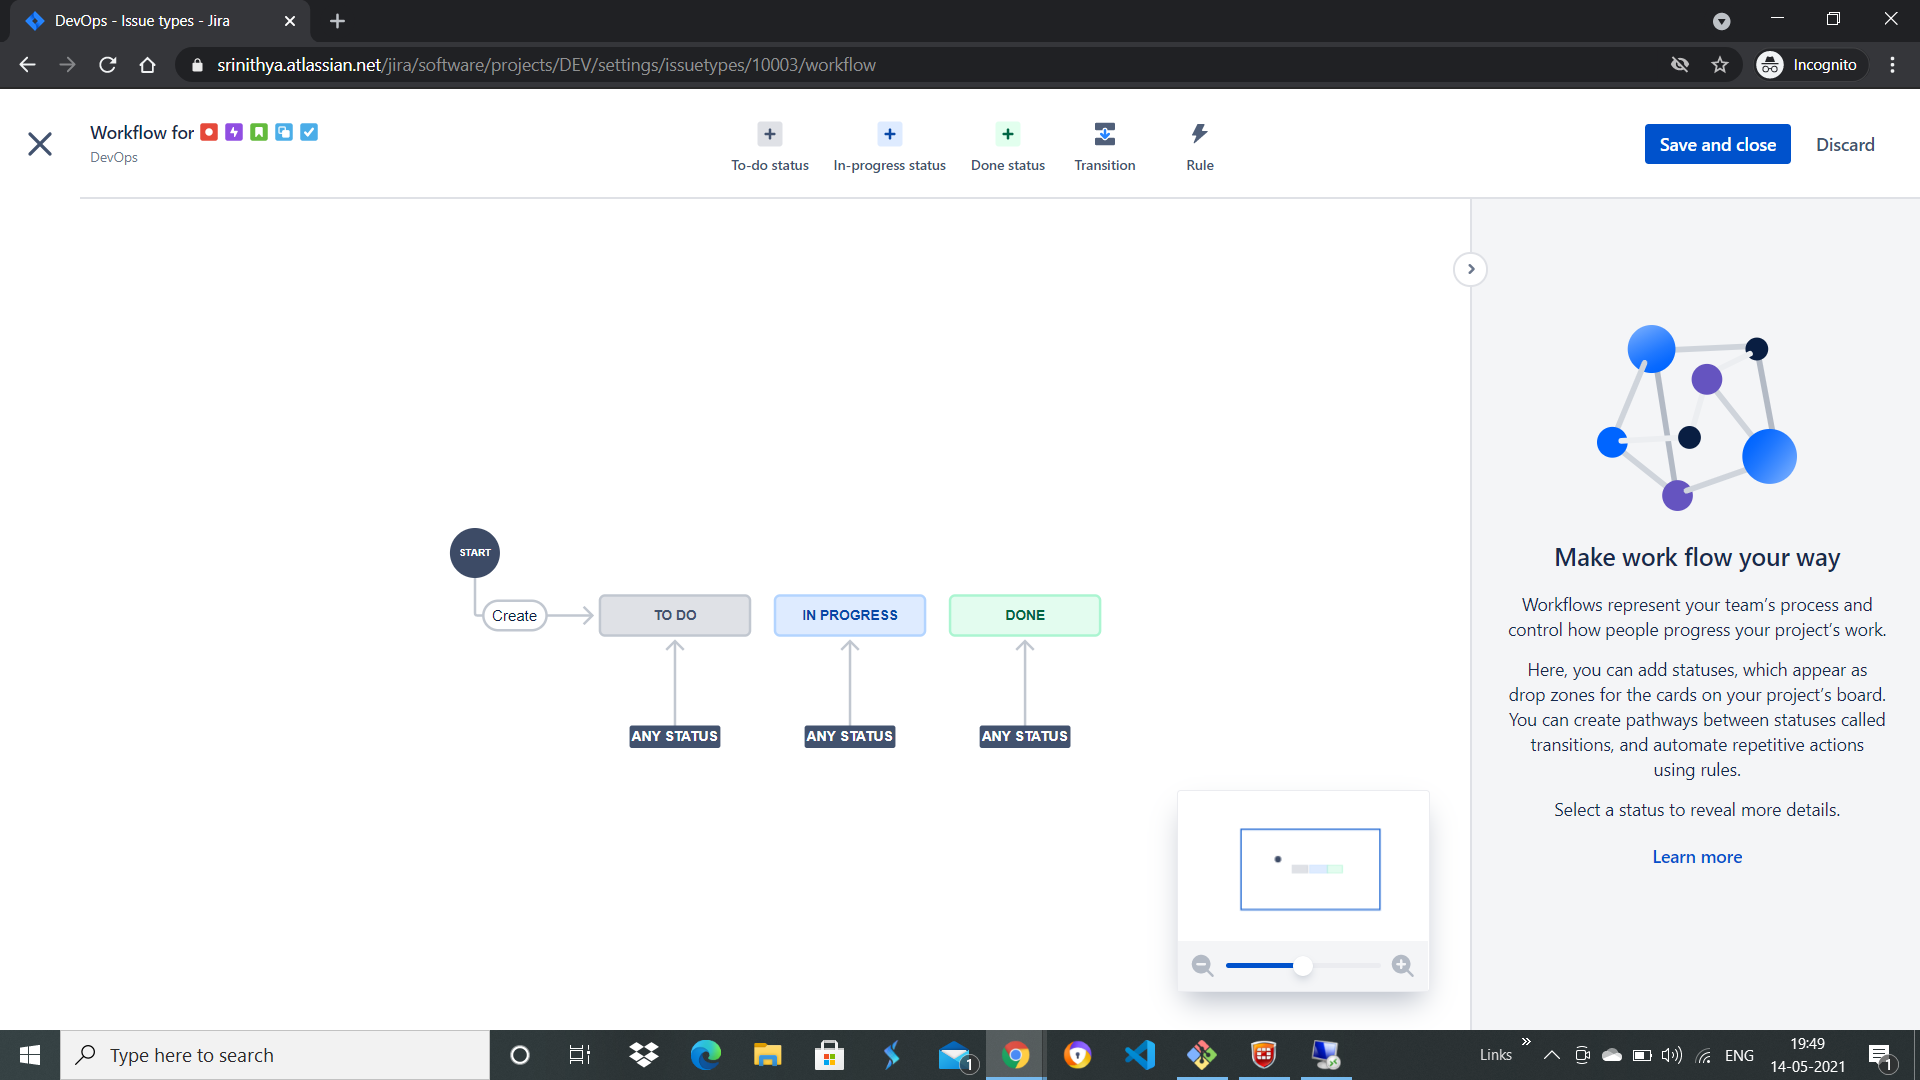 DevOps - Issue types - Jira
srinithya.atlassian.net/jira/software/projects/DEV/settings/issuetypes/10003/workflow
Incognito
Workflow for
DevOps
To-do status
In-progress status
Done status
Transition
Rule
Save and close
Discard
START
Create
TO DO
IN PROGRESS
DONE
ANY STATUS
ANY STATUS
ANY STATUS
Make work flow your way
Workflows represent your team’s process and
control how people progress your project’s work.
Here, you can add statuses, which appear as
drop zones for the cards on your project’s board.
You can create pathways between statuses called
transitions, and automate repetitive actions
using rules.
Select a status to reveal more details.
Learn more
Type here to search
1
Links
ENG
19:49
14-05-2021
1